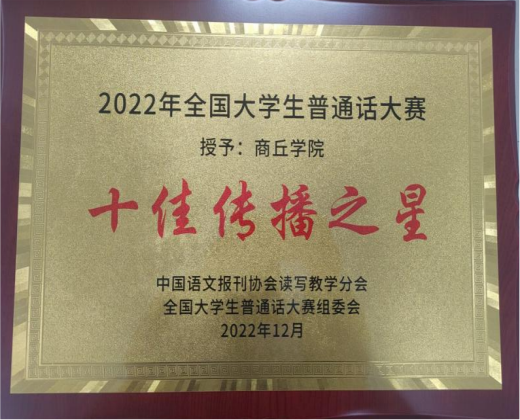 2022年全国大学生普通话大赛
授予：商丘学院
十佳传播之星
中国语文报刊协会读写教学分会
全国大学生普通话大赛组委会
2022年12月